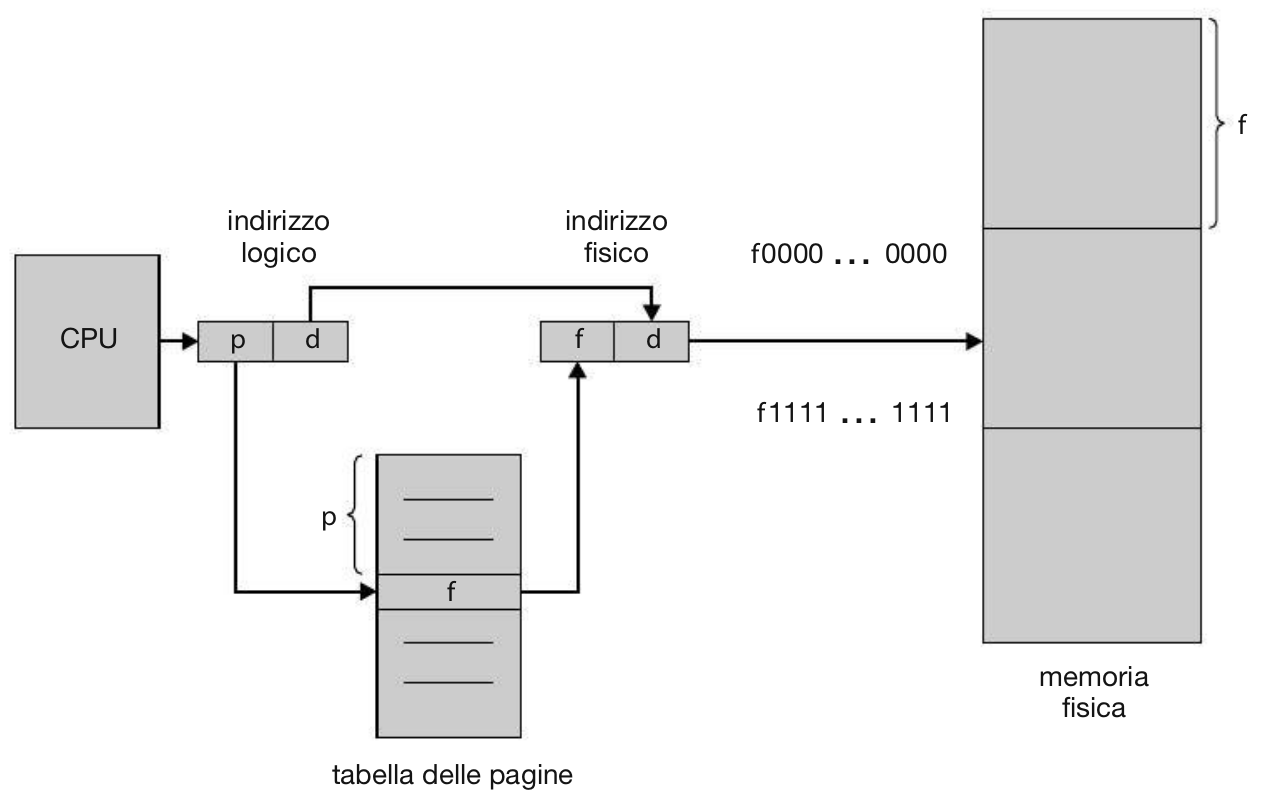 f
indirizzo
logico
indirizzo
fisico
f0000 ... 0000
CPU
p
d
f
d
f1111 ... 1111
p
f
memoria
fisica
tabella delle pagine